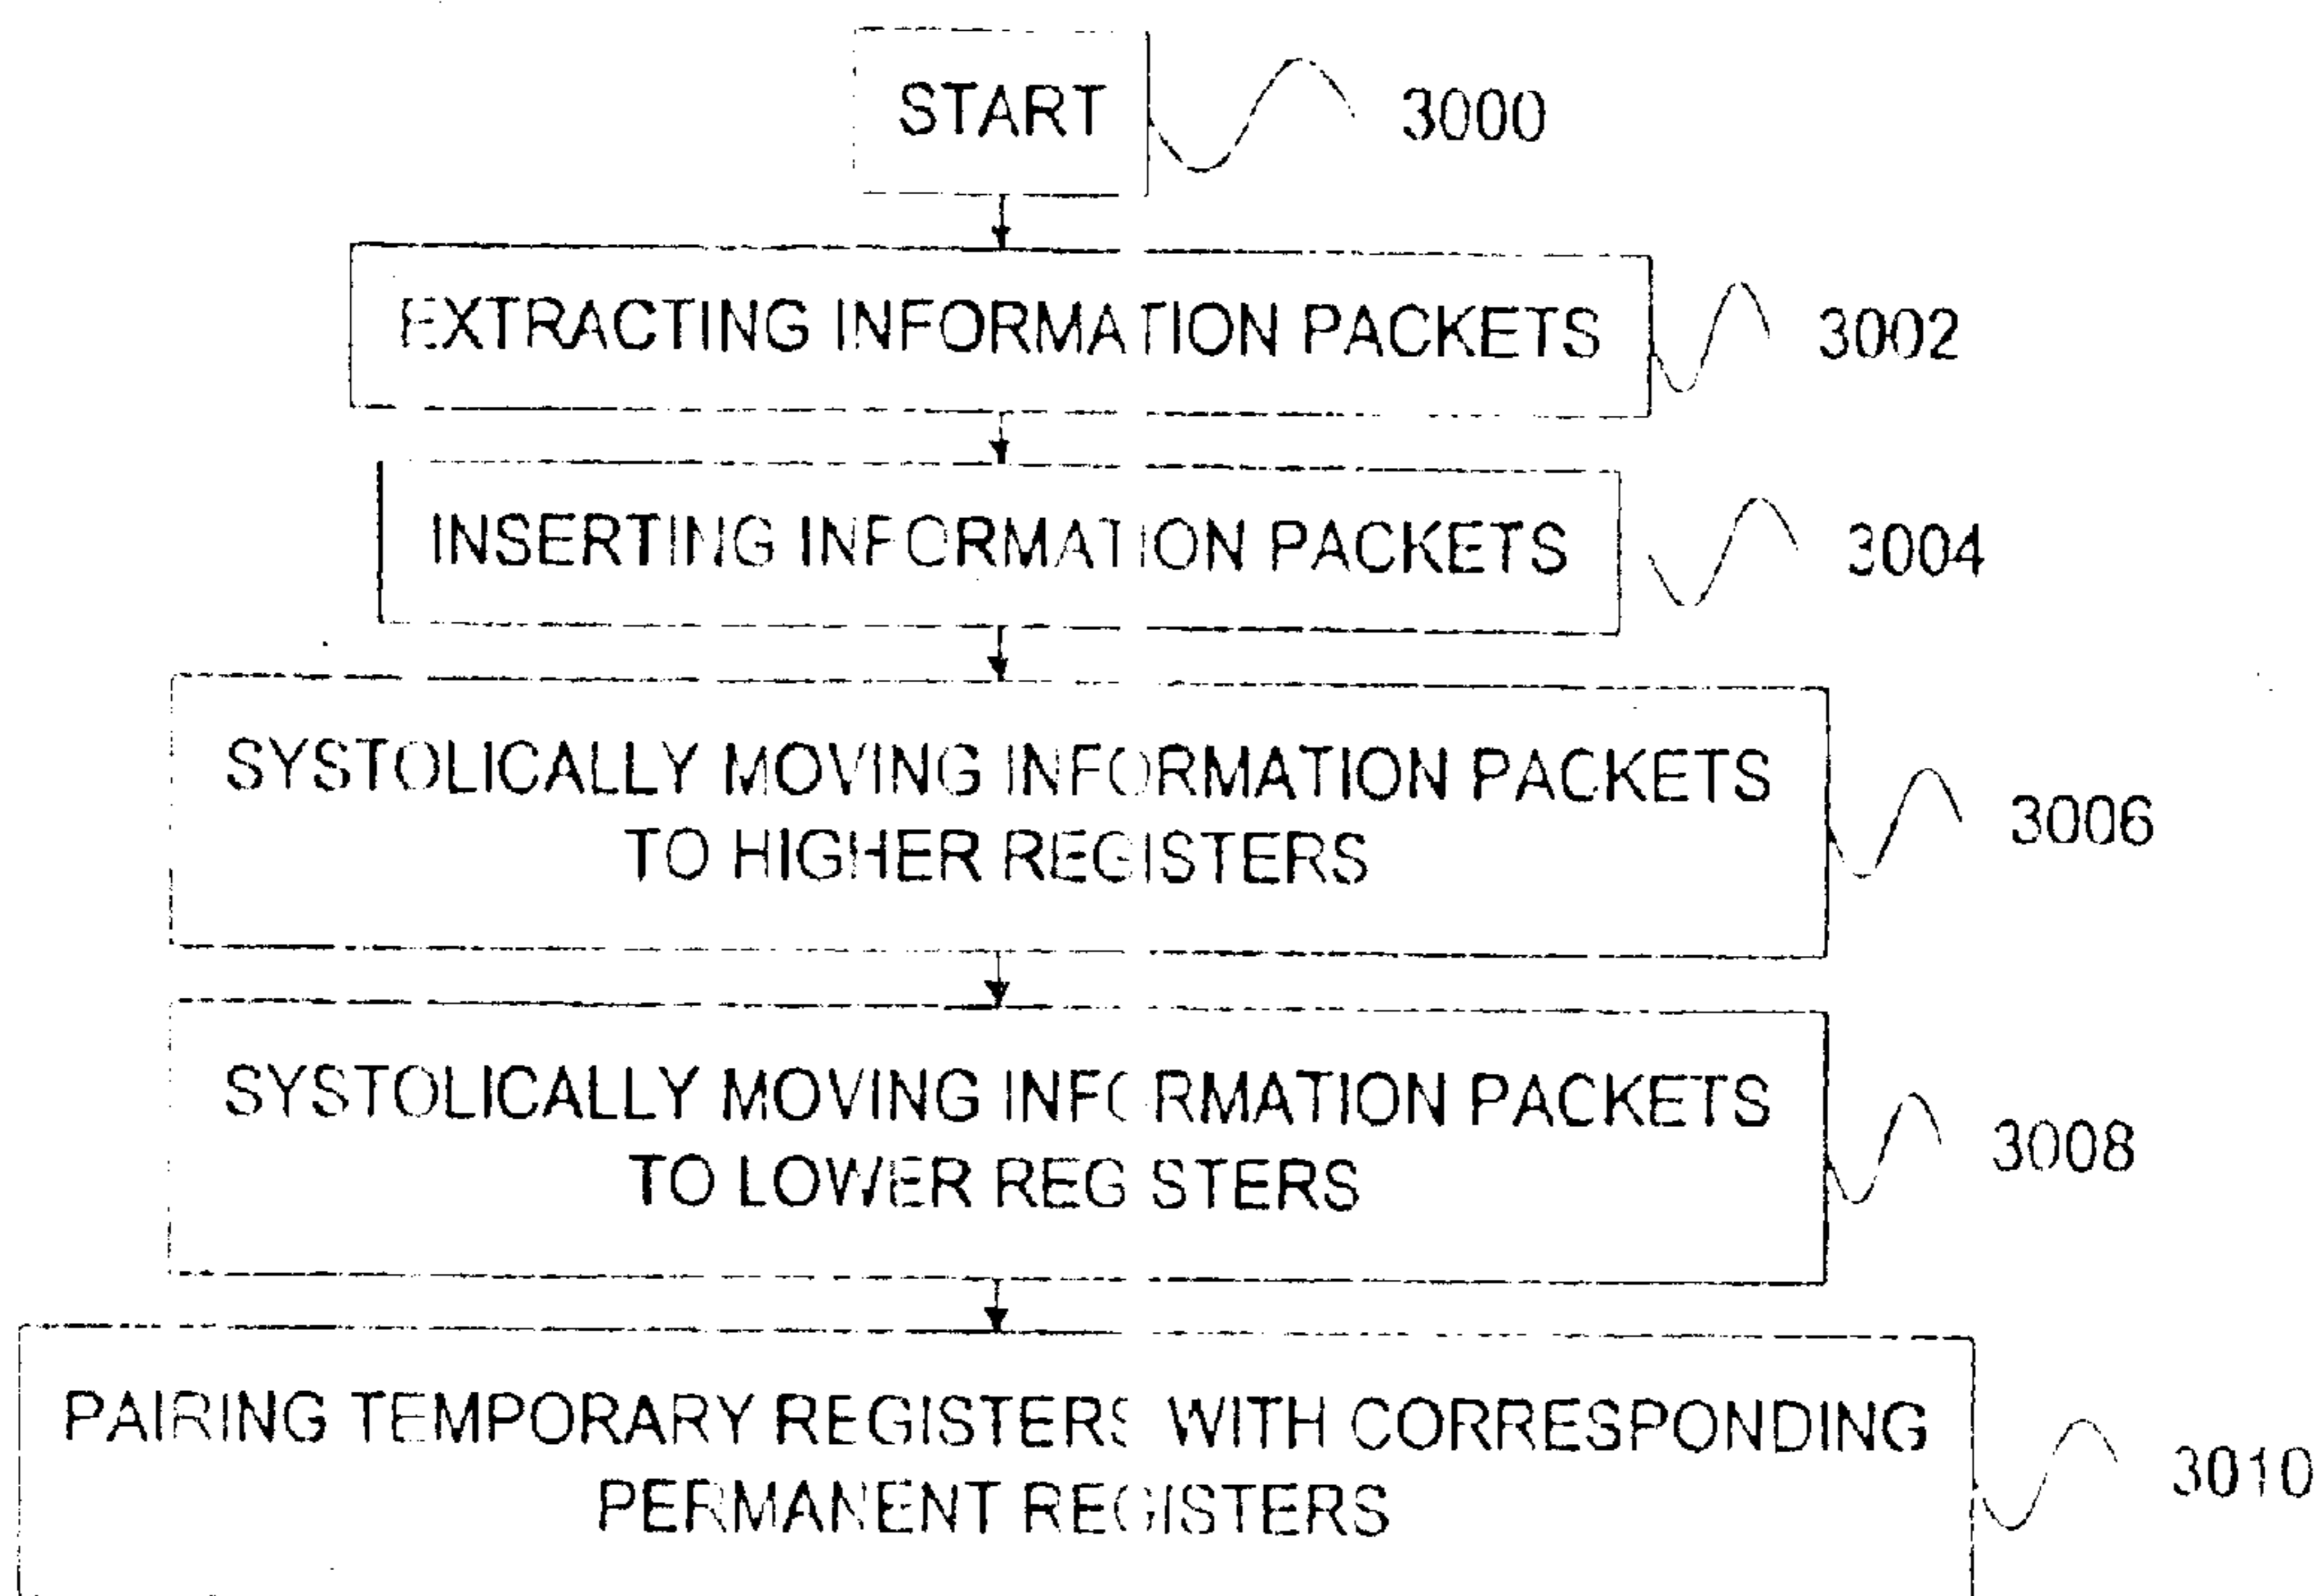 START 3000
EXTRACTING INFORMATION PACKETS 3002
INSERTING INFORMATION PACKETS 3004
SYSTOLICALLY MOVING INFORMATION PACKETS
TO HIGHER REGISTERS 3006
SYSTOLICALLY MOVING INFORMATION PACKETS
TO LOWER REGISTERS 3008
PAIRING TEMPORARY REGISTERS WITH CORRESPONDING
PERMANENT REGISTERS 3010